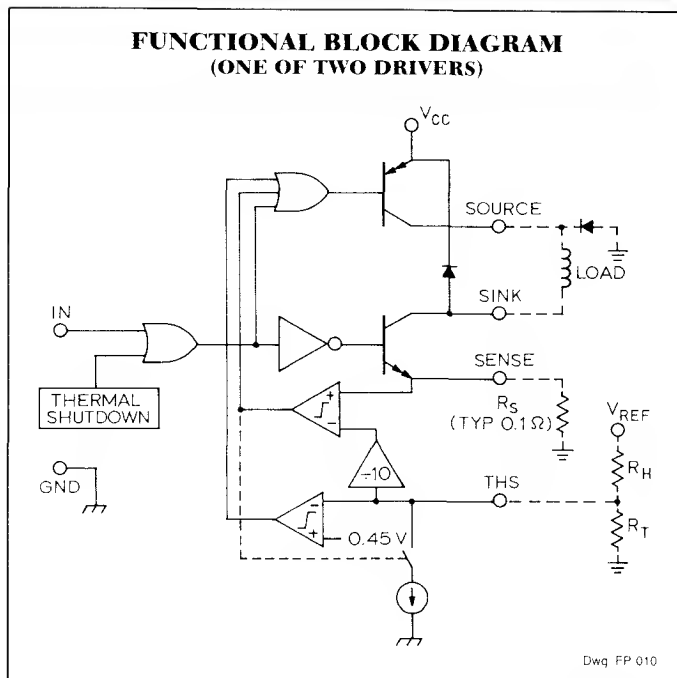 FUNCTIONAL BLOCK DIAGRAM
(ONE OF TWO DRIVERS)
VCC
SOURCE
LOAD
IN
SINK
THERMAL
SHUTDOWN
SENSE
RS
(TYP 0.1Ω)
VREF
RH
÷10
GND
THS
RT
0.45 V
Dwg. FP 010